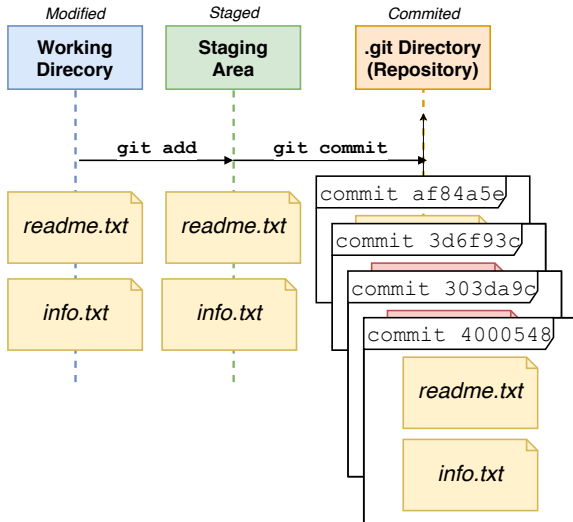 Modified
Staged
Commited
Working
Direcory
Staging
Area
.git Directory
(Repository)
git add
git commit
readme.txt
readme.txt
info.txt
info.txt
commit af84a5e
commit 3d6f93c
commit 303da9c
commit 4000548
readme.txt
info.txt